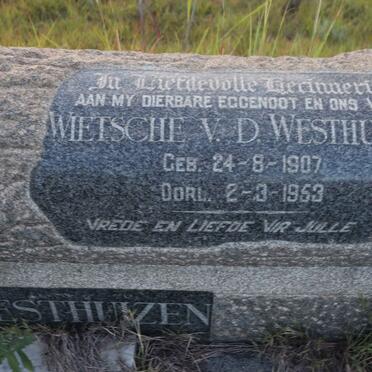 In Liefdevolle Herinneri
AAN MY DIERBARE EGGENOOT EN ONS V
WIETSCHE V. D. WESTHU
GEB. 24-8-1907
OORL. 2-3-1953
VREDE EN LIEFDE VIR JULLE
ESTHUIZEN